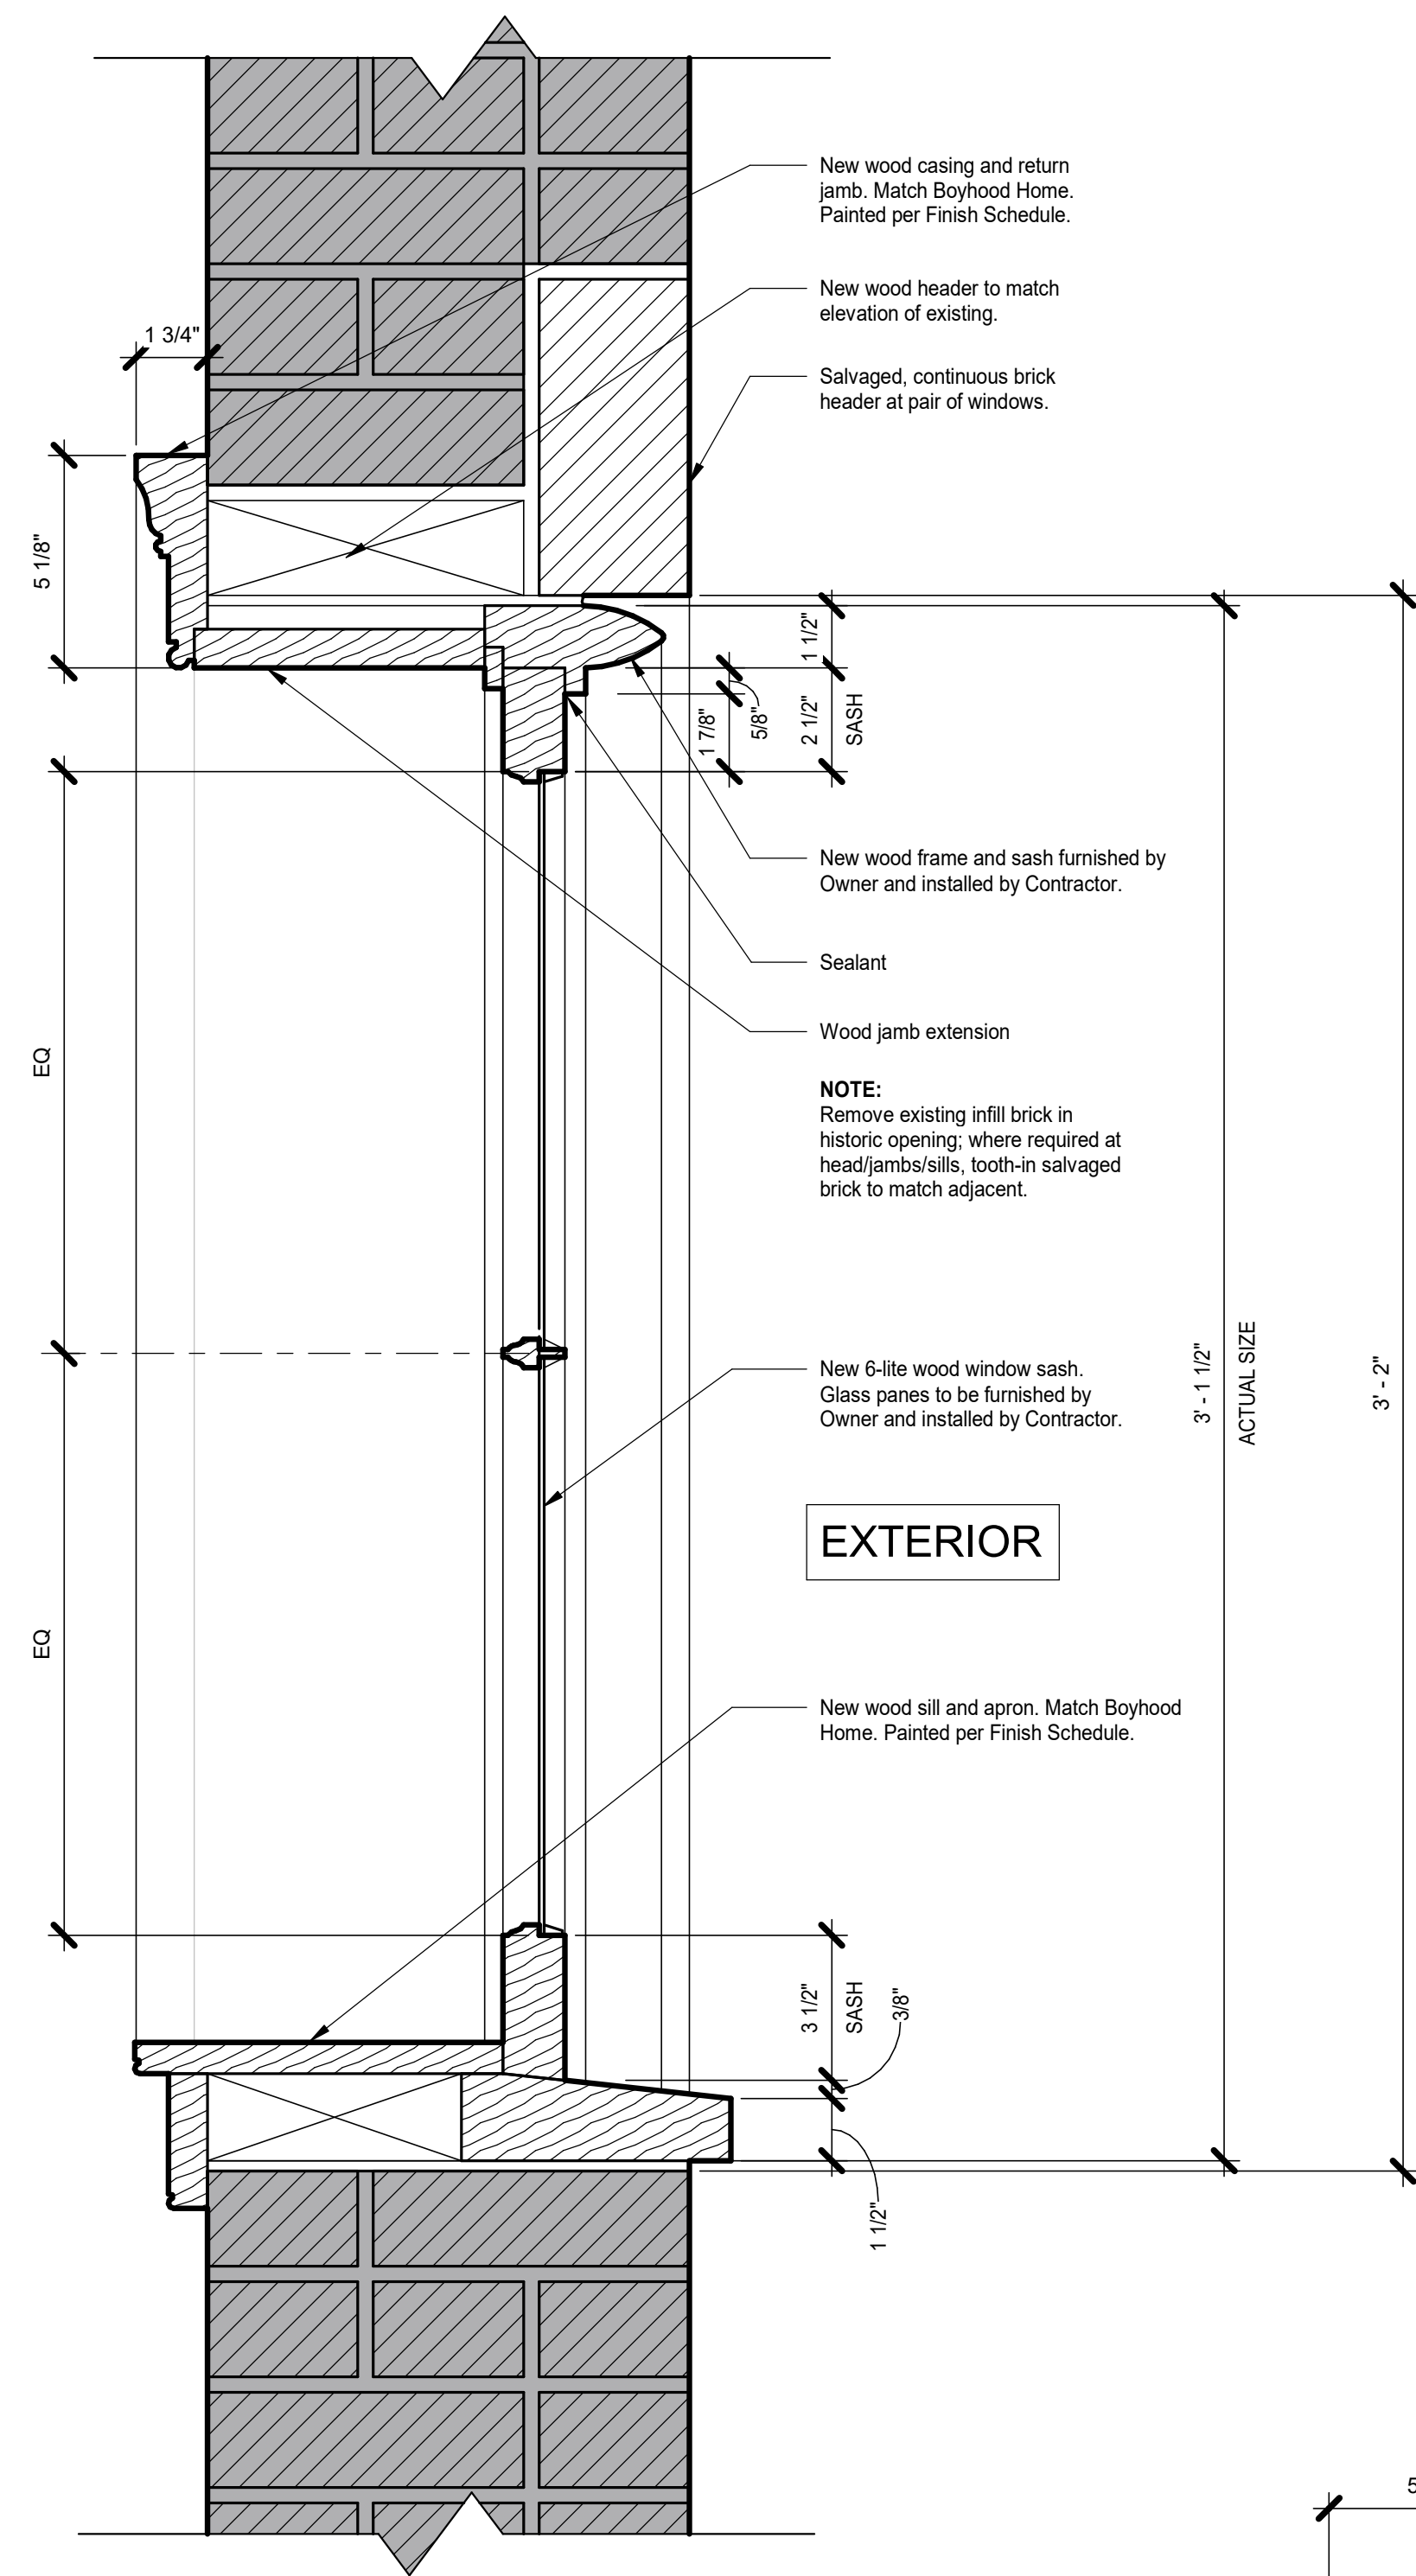 New wood casing and return
jamb. Match Boyhood Home.
Painted per Finish Schedule.
New wood header to match
elevation of existing.
1 3/4"
Salvaged, continuous brick
header at pair of windows.
5 1/8"
1 1/2"
2 1/2"
SASH
5/8"
1 7/8"
New wood frame and sash furnished by
Owner and installed by Contractor.
Sealant
Wood jamb extension
EQ
NOTE:
Remove existing infill brick in
historic opening; where required at
head/jambs/sills, tooth-in salvaged
brick to match adjacent.
New 6-lite wood window sash.
Glass panes to be furnished by
Owner and installed by Contractor.
3' - 1 1/2"
ACTUAL SIZE
3' - 2"
EXTERIOR
EQ
New wood sill and apron. Match Boyhood
Home. Painted per Finish Schedule.
3 1/2"
SASH
3/8"
1 1/2"
5